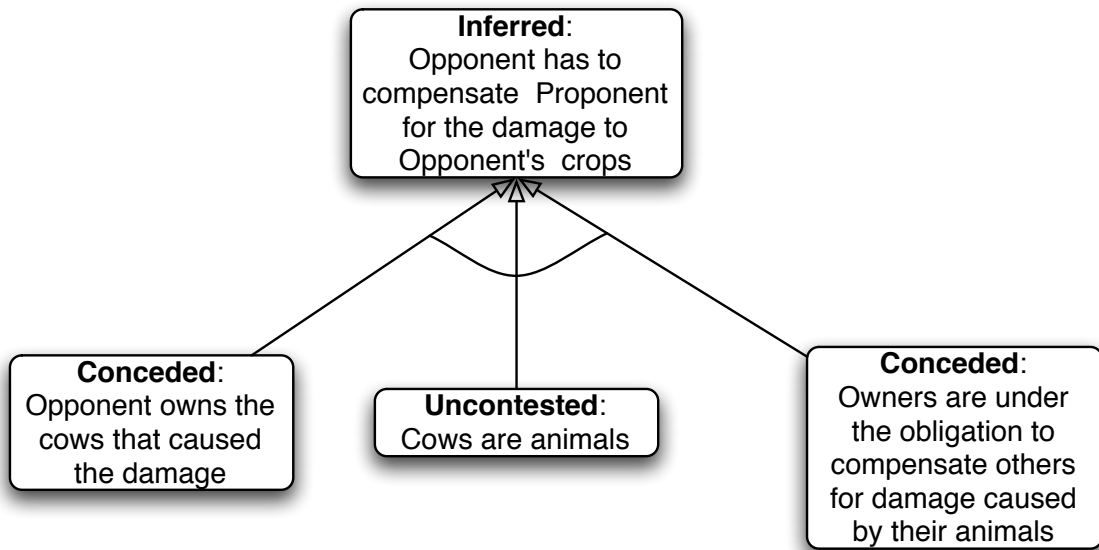 Inferred:
Opponent has to
compensate Proponent
for the damage to
Opponent's crops
Conceded:
Opponent owns the
cows that caused
the damage
Uncontested:
Cows are animals
Conceded:
Owners are under
the obligation to
compensate others
for damage caused
by their animals